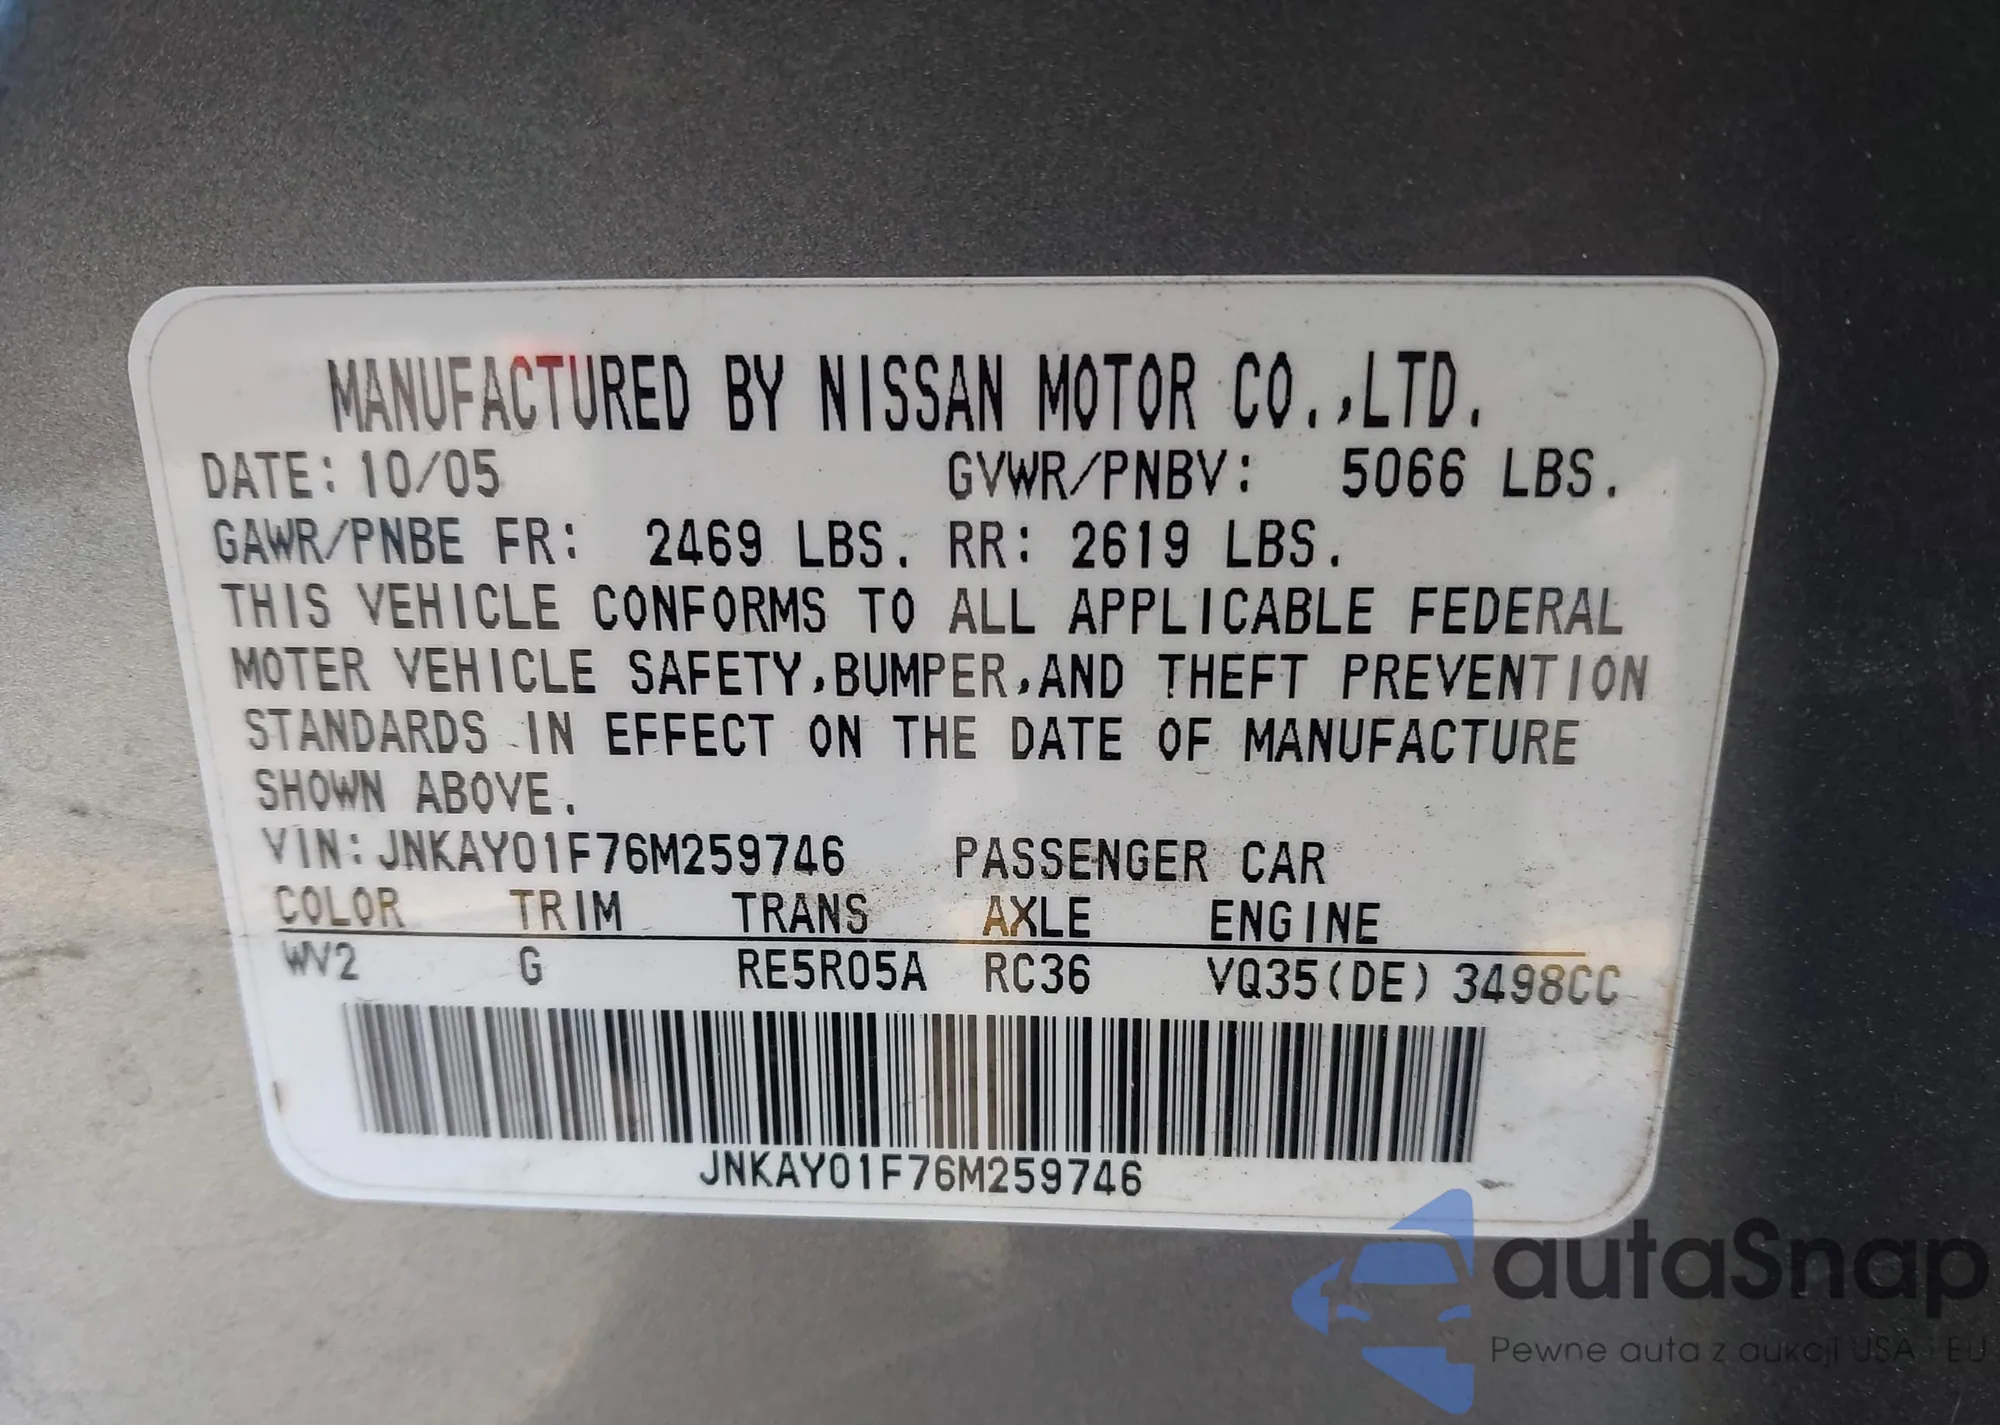 MANUFACTURED BY NISSAN MOTOR CO.,LTD.
DATE: 10/05 GVWR/PNBV: 5066 LBS.
GAWR/PNBE FR: 2469 LBS. RR: 2619 LBS.
THIS VEHICLE CONFORMS TO ALL APPLICABLE FEDERAL
MOTER VEHICLE SAFETY,BUMPER,AND THEFT PREVENTION
STANDARDS IN EFFECT ON THE DATE OF MANUFACTURE
SHOWN ABOVE.
VIN: JNKAY01F76M259746 PASSENGER CAR
COLOR TRIM TRANS AXLE ENGINE
WV2 G RE5R05A RC36 VQ35(DE) 3498CC
JNKAY01F76M259746
autaSnap
Pewne auta z aukcji USA i EU